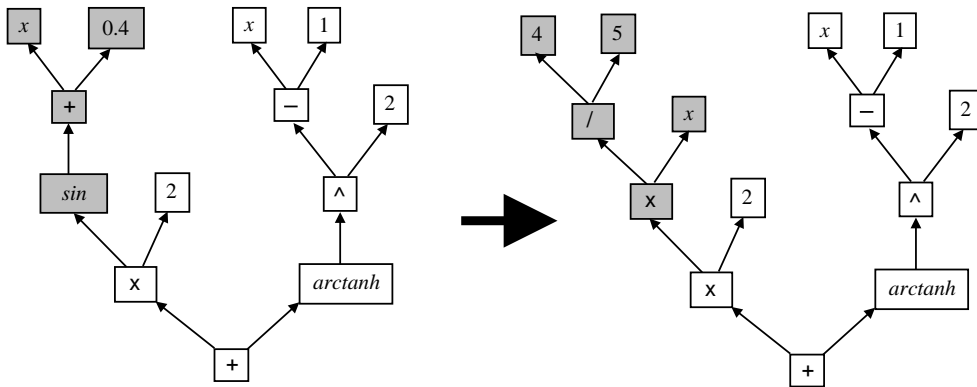 x 0.4 x 1 4 5 x 1
+ − 2 / x − 2
sin 2 ^ x 2 ^
x arctanh x arctanh
+ +